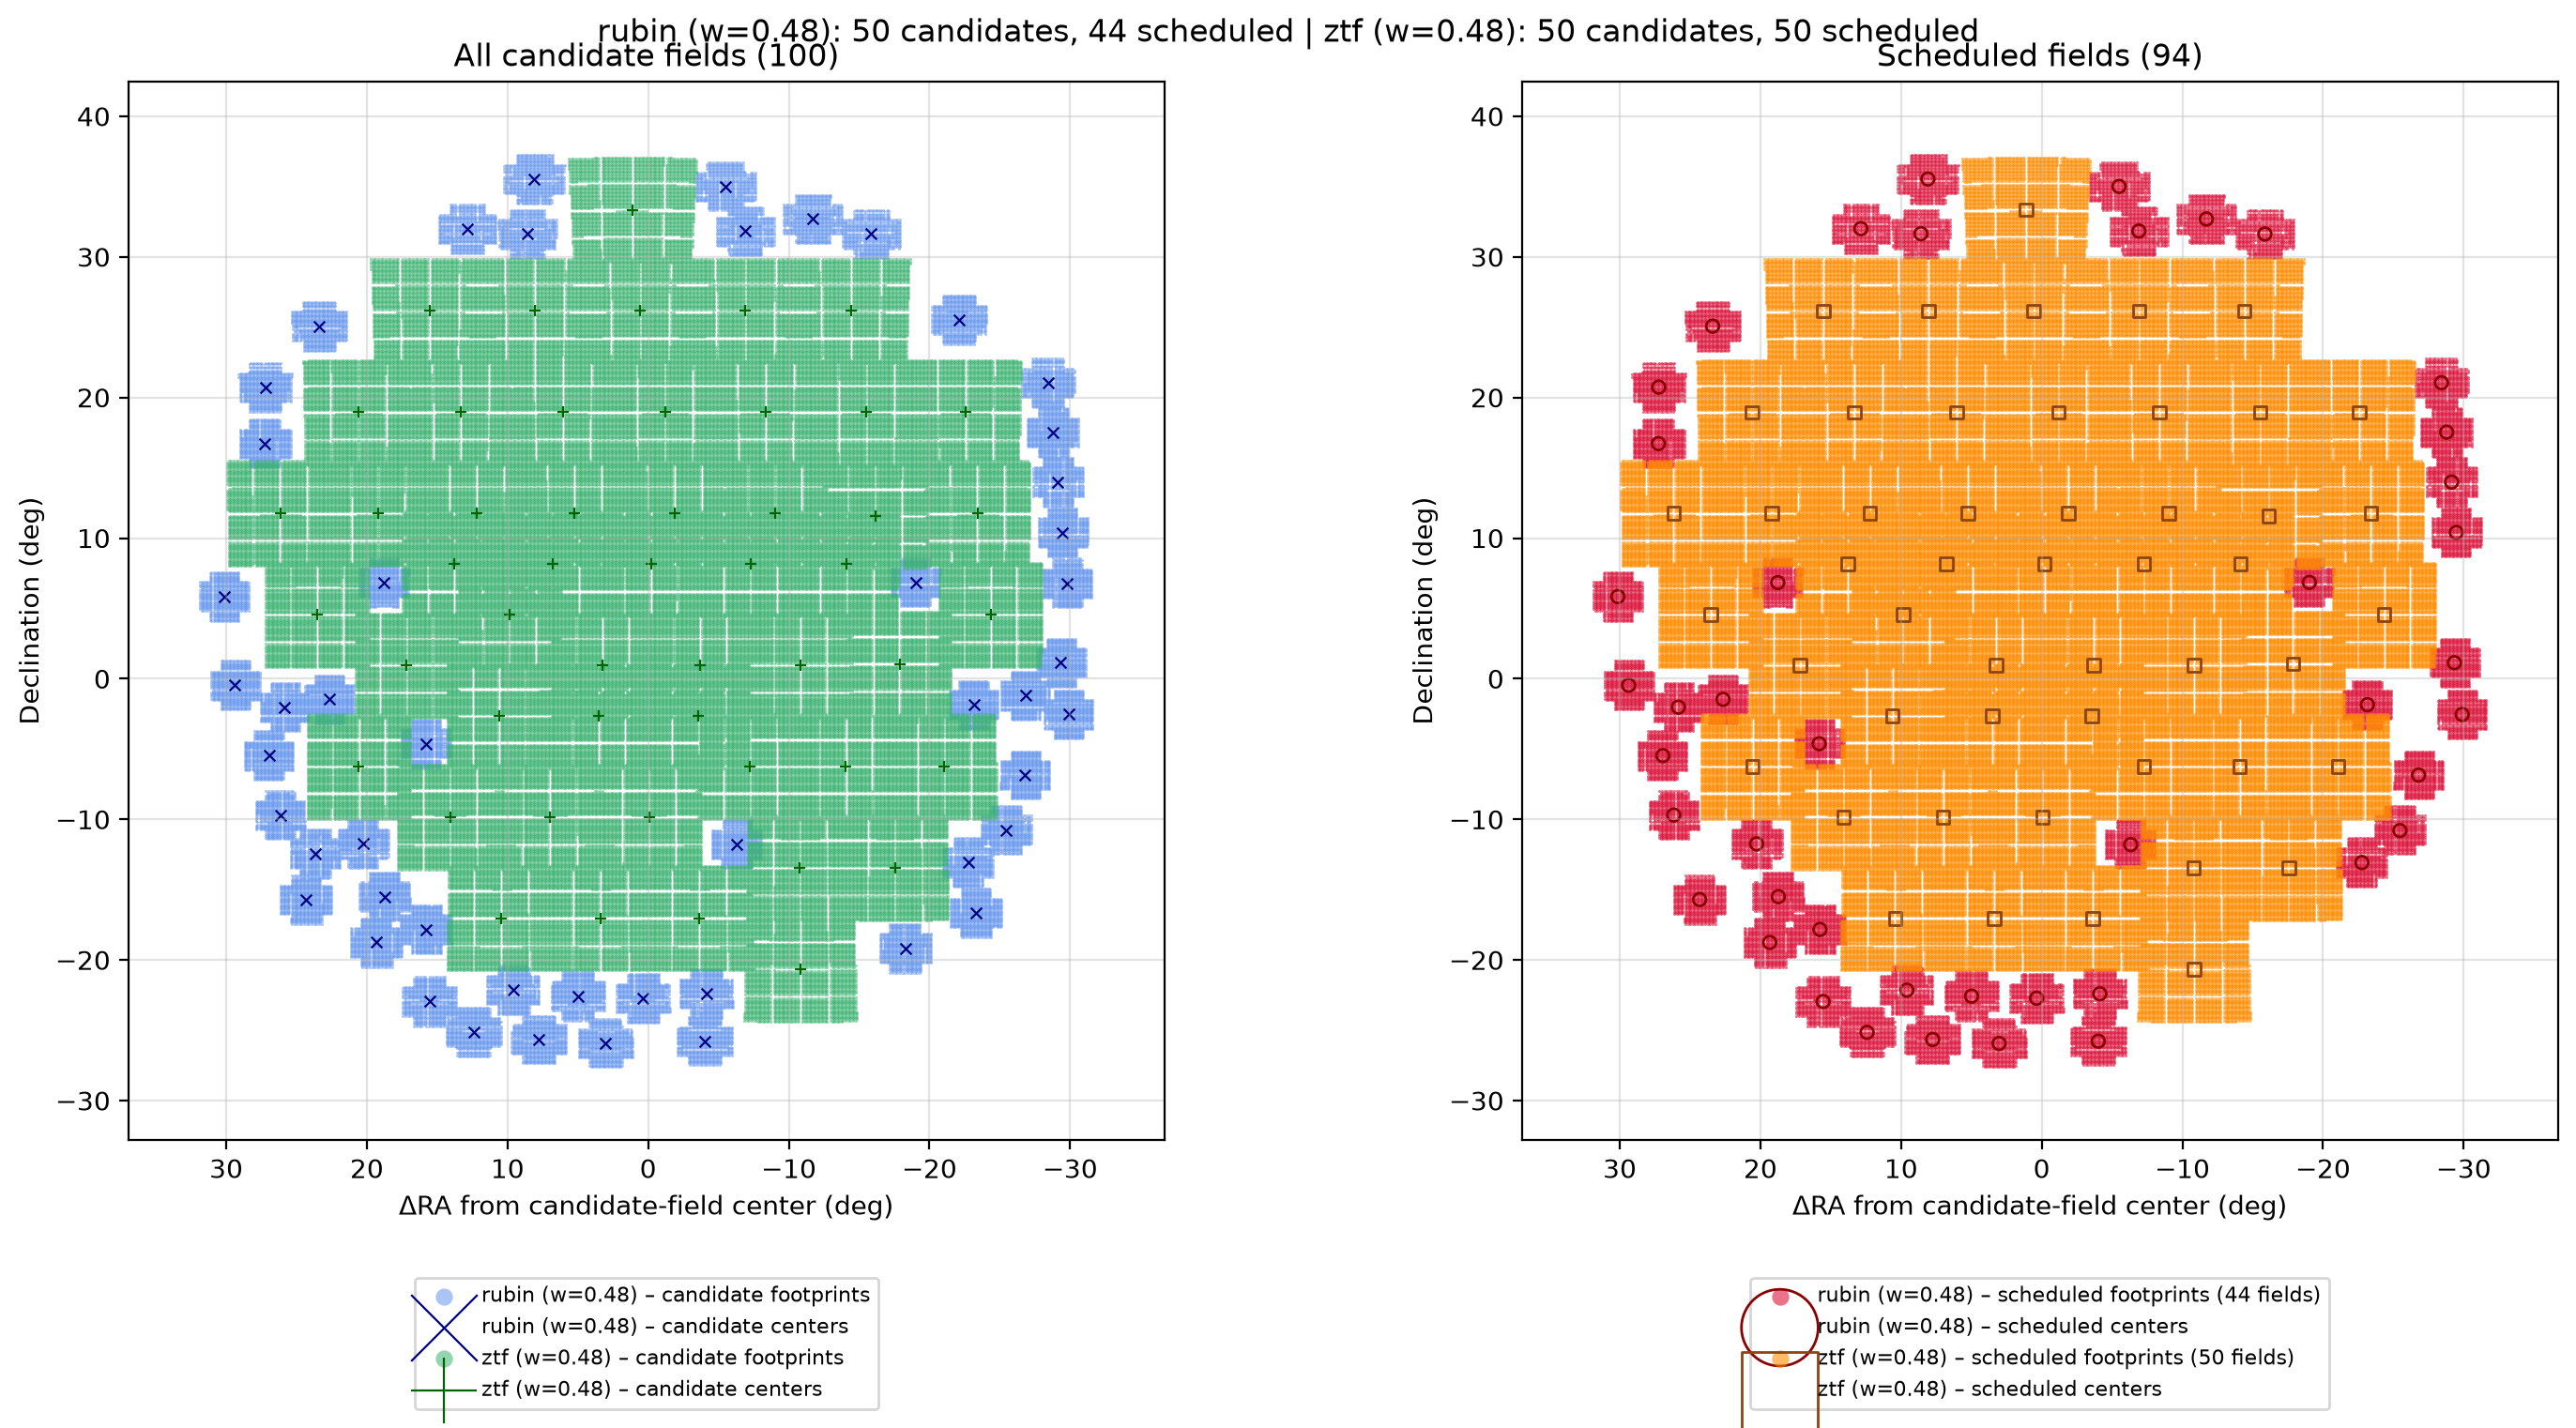 rubin (w=0.48): 50 candidates, 44 scheduled | ztf (w=0.48): 50 candidates, 50 scheduled
All candidate fields (100)
40
30
20
10
0
−10
−20
−30
Declination (deg)
30 20 10 0 −10 −20 −30
ΔRA from candidate-field center (deg)
rubin (w=0.48) – candidate footprints
rubin (w=0.48) – candidate centers
ztf (w=0.48) – candidate footprints
ztf (w=0.48) – candidate centers
Scheduled fields (94)
40
30
20
10
0
−10
−20
−30
Declination (deg)
30 20 10 0 −10 −20 −30
ΔRA from candidate-field center (deg)
rubin (w=0.48) – scheduled footprints (44 fields)
rubin (w=0.48) – scheduled centers
ztf (w=0.48) – scheduled footprints (50 fields)
ztf (w=0.48) – scheduled centers